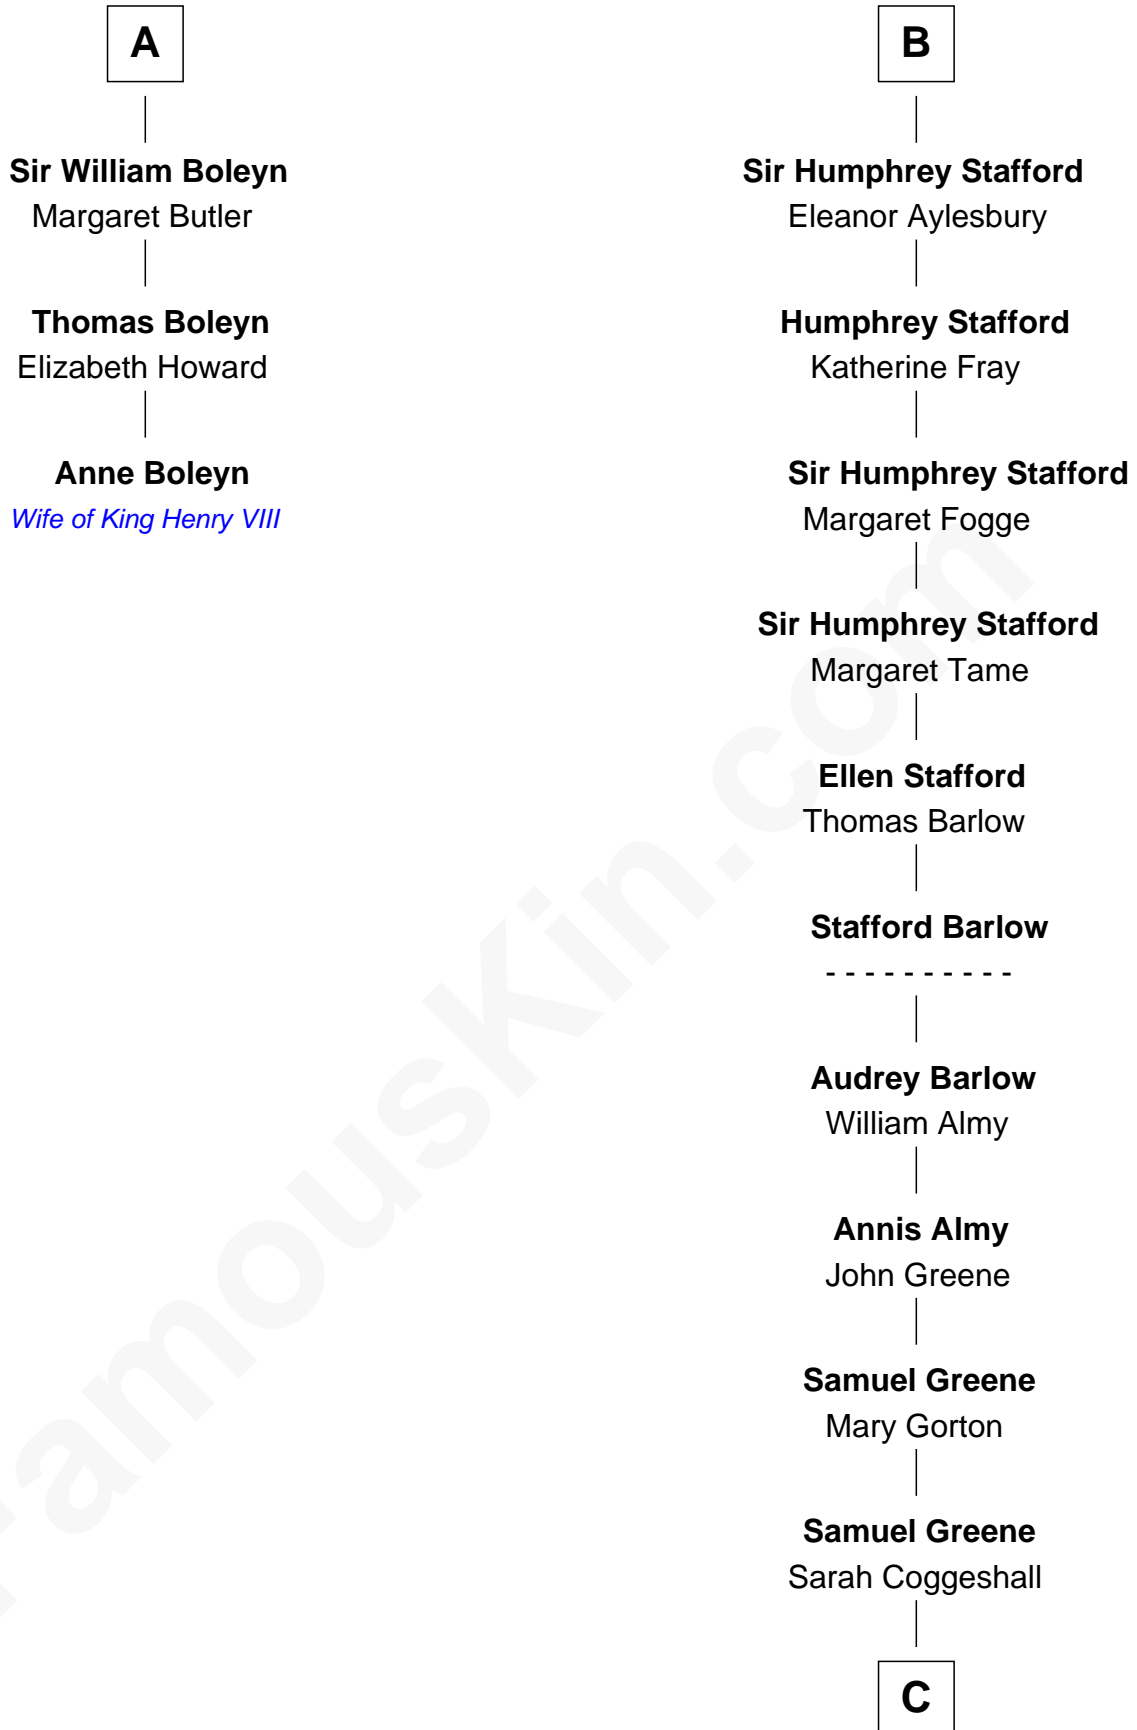 A
Sir William Boleyn
Margaret Butler
Thomas Boleyn
Elizabeth Howard
Anne Boleyn
Wife of King Henry VIII
B
Sir Humphrey Stafford
Eleanor Aylesbury
Humphrey Stafford
Katherine Fray
Sir Humphrey Stafford
Margaret Fogge
Sir Humphrey Stafford
Margaret Tame
Ellen Stafford
Thomas Barlow
Stafford Barlow
- - - - - - - - - -
Audrey Barlow
William Almy
Annis Almy
John Greene
Samuel Greene
Mary Gorton
Samuel Greene
Sarah Coggeshall
C
FamousKin.com